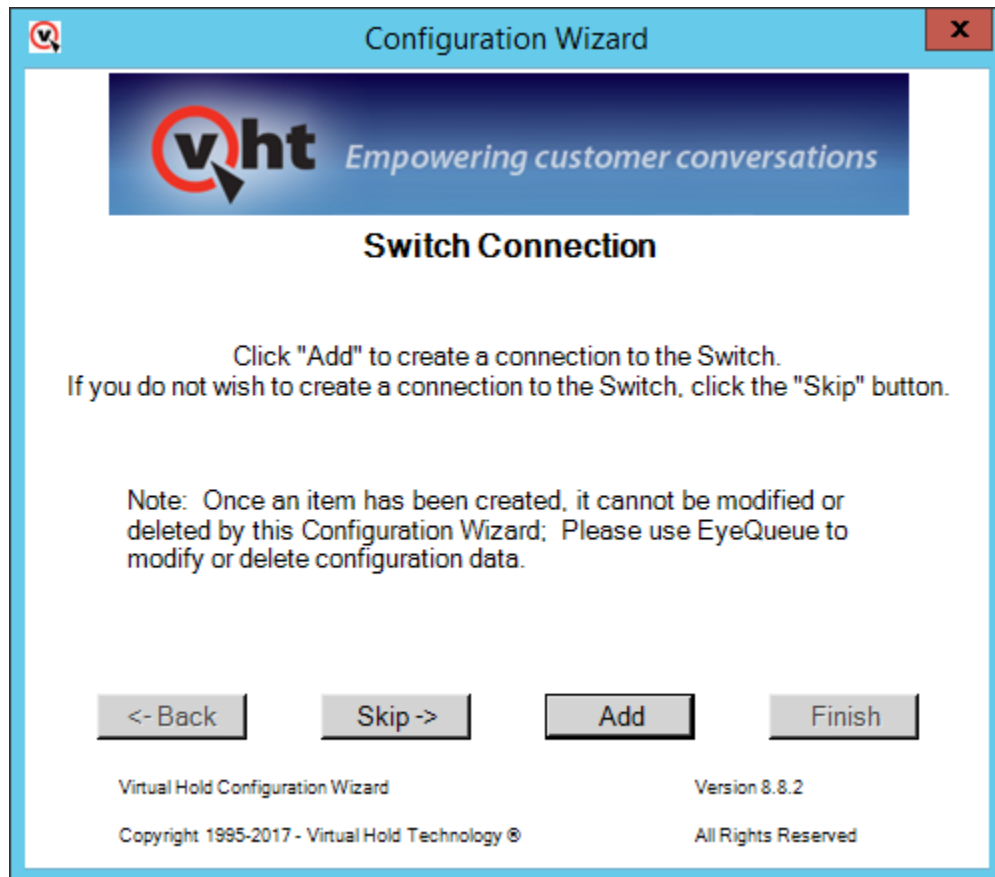 Configuration Wizard
x
vht Empowering customer conversations
Switch Connection
Click "Add" to create a connection to the Switch.
If you do not wish to create a connection to the Switch, click the "Skip" button.
Note:  Once an item has been created, it cannot be modified or
deleted by this Configuration Wizard;  Please use EyeQueue to
modify or delete configuration data.
<- Back
Skip ->
Add
Finish
Virtual Hold Configuration Wizard
Version 8.8.2
Copyright 1995-2017 - Virtual Hold Technology ®
All Rights Reserved